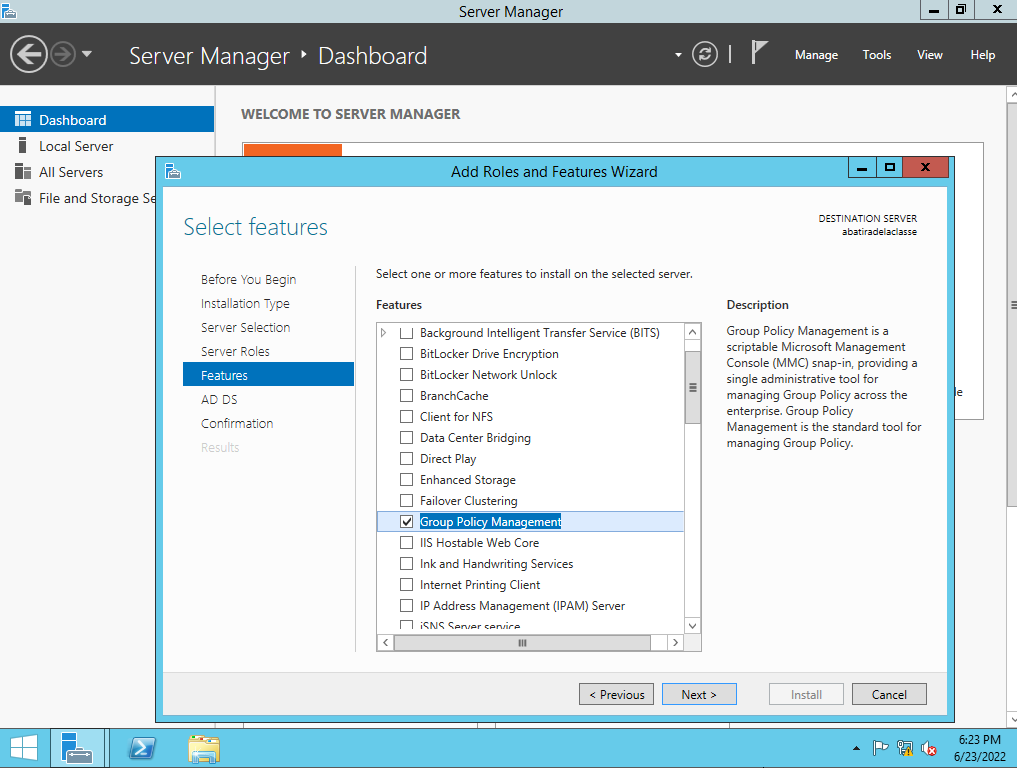 Server Manager
Server Manager ‣ Dashboard
Manage Tools View Help
Dashboard
Local Server
All Servers
File and Storage Se
WELCOME TO SERVER MANAGER
Add Roles and Features Wizard
Select features
DESTINATION SERVER
abatiradelaclasse
Before You Begin
Installation Type
Server Selection
Server Roles
Features
AD DS
Confirmation
Results
Select one or more features to install on the selected server.
Features
Background Intelligent Transfer Service (BITS)
BitLocker Drive Encryption
BitLocker Network Unlock
BranchCache
Client for NFS
Data Center Bridging
Direct Play
Enhanced Storage
Failover Clustering
Group Policy Management
IIS Hostable Web Core
Ink and Handwriting Services
Internet Printing Client
IP Address Management (IPAM) Server
iSNS Server service
Description
Group Policy Management is a
scriptable Microsoft Management
Console (MMC) snap-in, providing a
single administrative tool for
managing Group Policy across the
enterprise. Group Policy
Management is the standard tool for
managing Group Policy.
< Previous
Next >
Install
Cancel
6:23 PM
6/23/2022